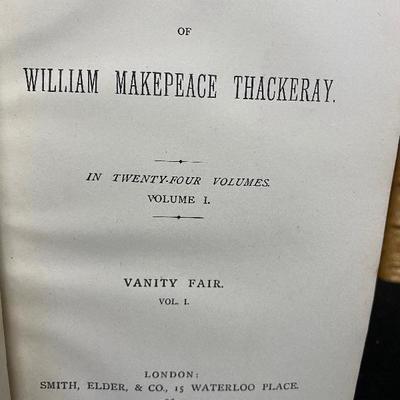 OF
WILLIAM MAKEPEACE THACKERAY.
IN TWENTY-FOUR VOLUMES.
VOLUME I.
VANITY FAIR.
VOL. I.
LONDON:
SMITH, ELDER, & CO., 15 WATERLOO PLACE.